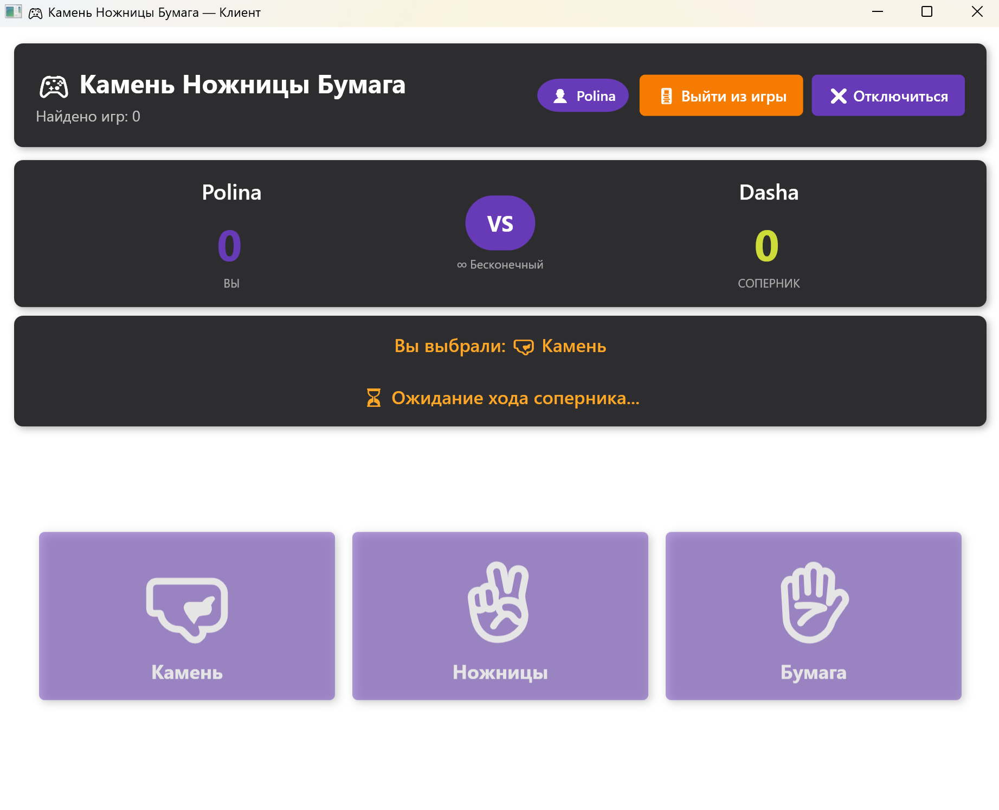 Камень Ножницы Бумага — Клиент
Камень Ножницы Бумага
Найдено игр: 0
Polina
Выйти из игры
Отключиться
Polina
0
ВЫ
VS
∞ Бесконечный
Dasha
0
СОПЕРНИК
Вы выбрали: Камень
Ожидание хода соперника...
Камень
Ножницы
Бумага